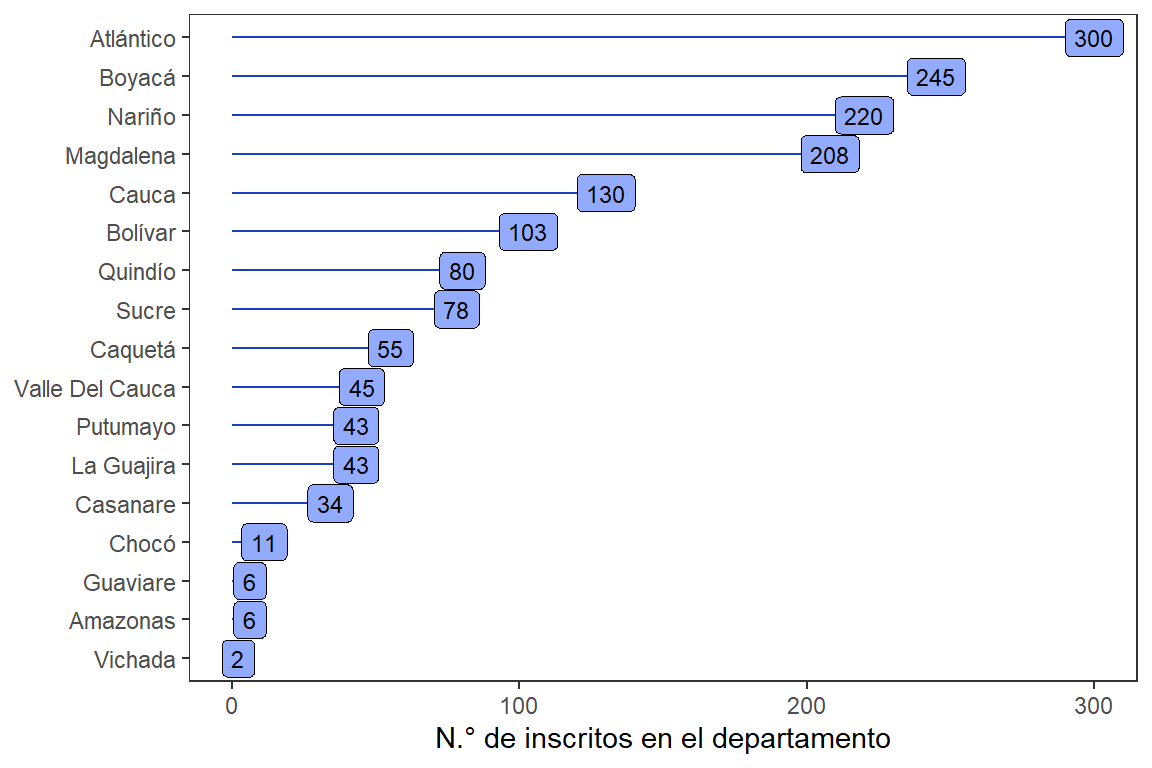 Atlántico 300
Boyacá 245
Nariño 220
Magdalena 208
Cauca 130
Bolívar 103
Quindío 80
Sucre 78
Caquetá 55
Valle Del Cauca 45
Putumayo 43
La Guajira 43
Casanare 34
Chocó 11
Guaviare 6
Amazonas 6
Vichada 2
0 100 200 300
N.° de inscritos en el departamento